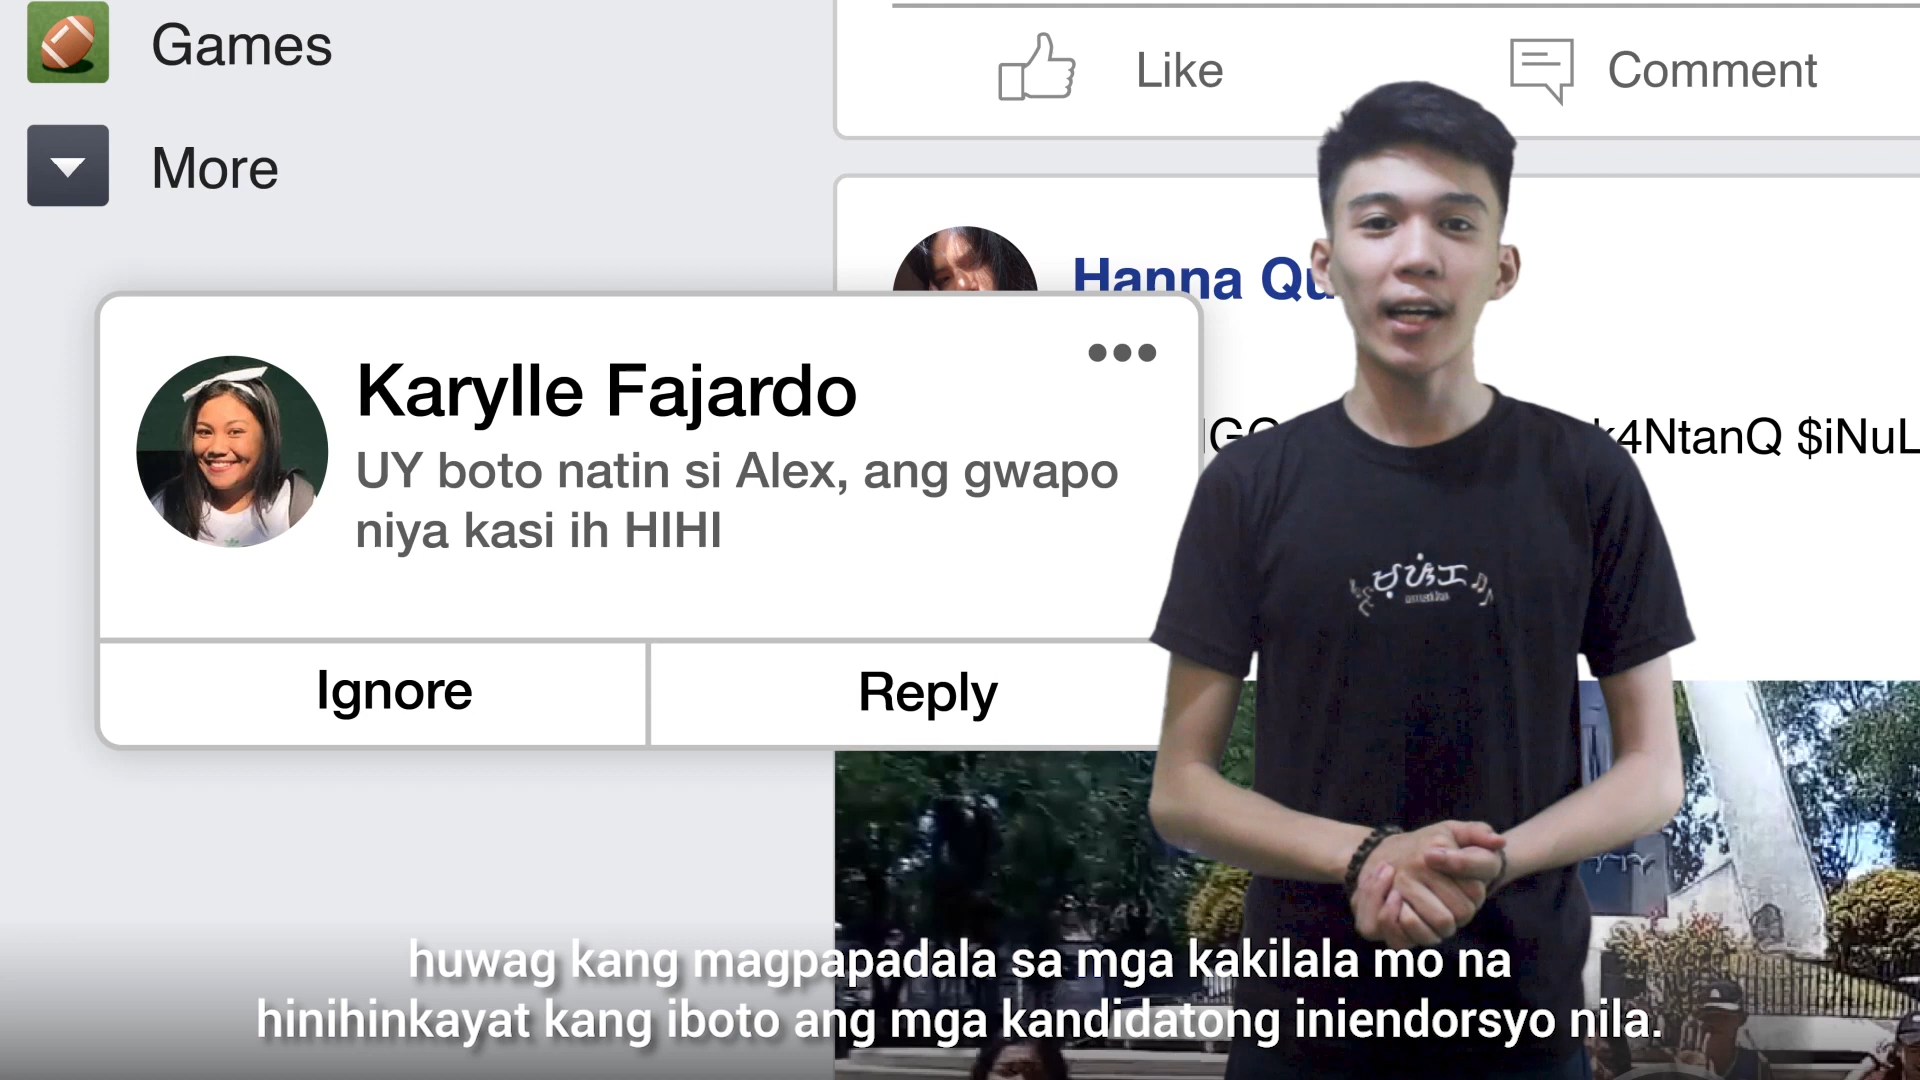 Games
More
Like
Comment
Hanna Qu
k4NtanQ $iNuL
Karylle Fajardo
UY boto natin si Alex, ang gwapo
niya kasi ih HIHI
Ignore
Reply
huwag kang magpapadala sa mga kakilala mo na
hinihinkayat kang iboto ang mga kandidatong iniendorsyo nila.